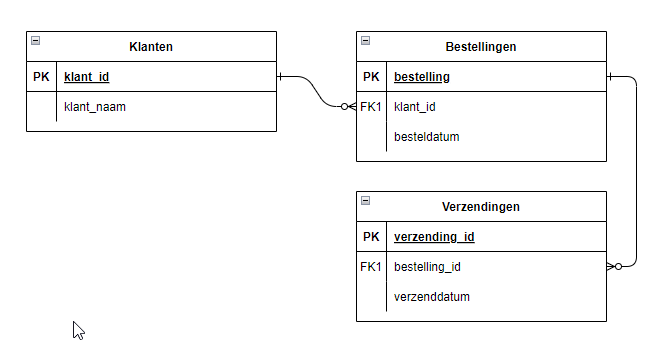 Klanten
PK klant_id
klant_naam
Bestellingen
PK bestelling
FK1 klant_id
besteldatum
Verzendingen
PK verzending_id
FK1 bestelling_id
verzenddatum